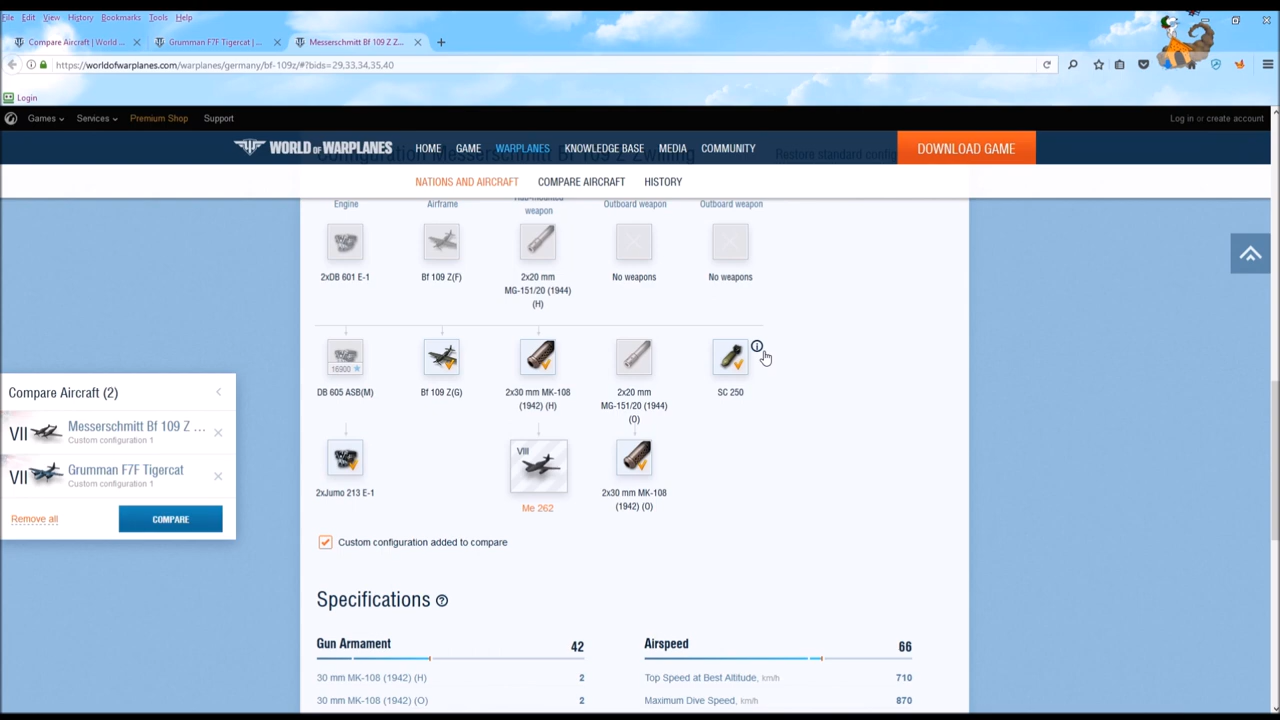 File Edit View History Bookmarks Tools Help
Compare Aircraft | World ...
Grumman F7F Tigercat | ...
Messerschmitt Bf 109 Z Z...
https://worldofwarplanes.com/warplanes/germany/bf-109z/#?bids=29,33,34,35,40
Login
Games Services Premium Shop Support
Log in or create account
WORLD OF WARPLANES
HOME GAME WARPLANES KNOWLEDGE BASE MEDIA COMMUNITY
DOWNLOAD GAME
NATIONS AND AIRCRAFT COMPARE AIRCRAFT HISTORY
Engine
Airframe
Hub-mounted
weapon
Outboard weapon
Outboard weapon
2xDB 601 E-1
Bf 109 Z(F)
2x20 mm
MG-151/20 (1944)
(H)
No weapons
No weapons
16900
DB 605 ASB(M)
Bf 109 Z(G)
2x30 mm MK-108
(1942) (H)
2x20 mm
MG-151/20 (1944)
(O)
SC 250
2xJumo 213 E-1
VIII
Me 262
2x30 mm MK-108
(1942) (O)
Custom configuration added to compare
Compare Aircraft (2)
VII Messerschmitt Bf 109 Z ...
Custom configuration 1
VII Grumman F7F Tigercat
Custom configuration 1
Remove all
COMPARE
Specifications
Gun Armament 42
30 mm MK-108 (1942) (H) 2
30 mm MK-108 (1942) (O) 2
Airspeed 66
Top Speed at Best Altitude, km/h 710
Maximum Dive Speed, km/h 870